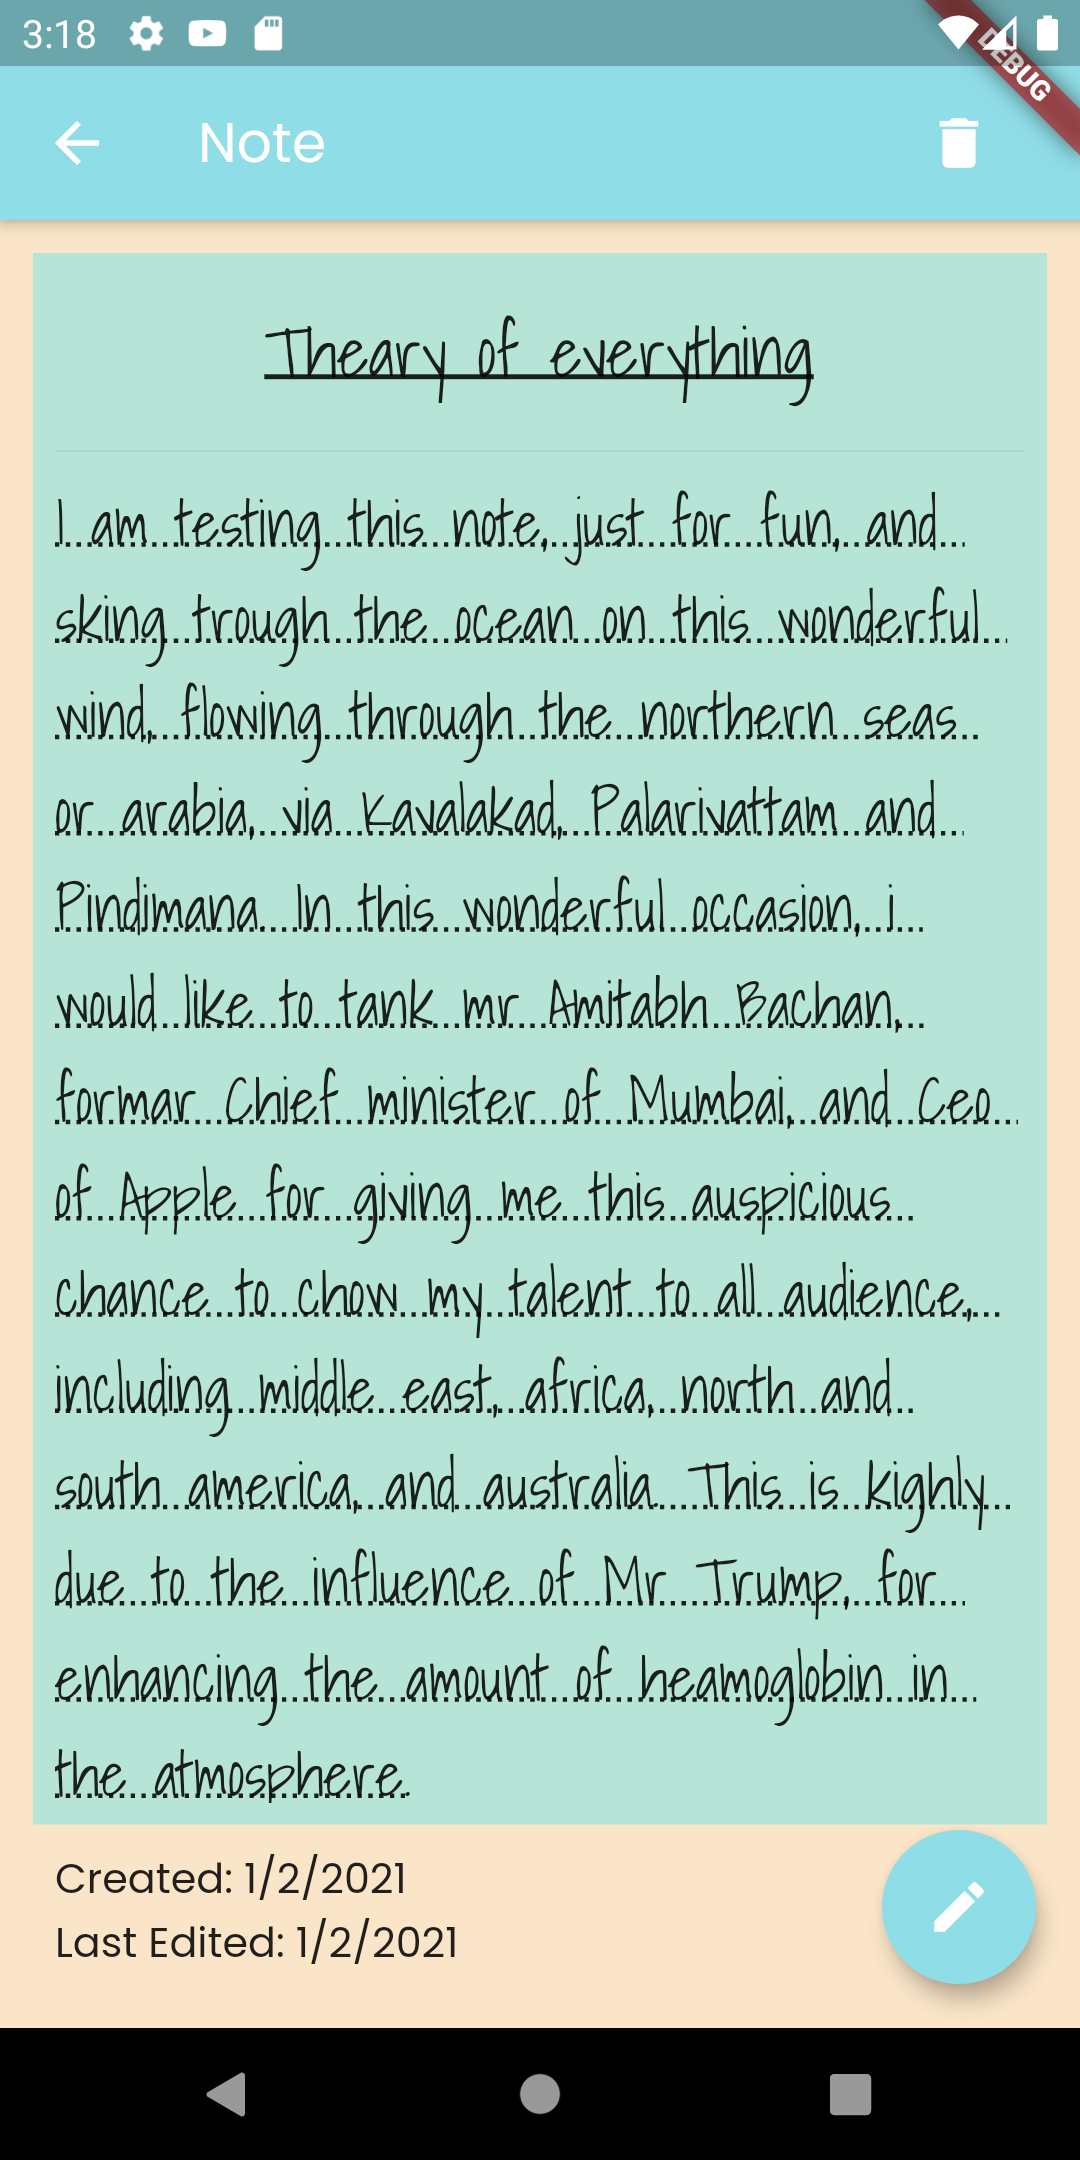 3:18
DEBUG
Note
Theary of everything
I am testing this note, just for fun, and
sking trough the ocean on this wonderful
wind, flowing through the northern seas
or arabia, via Kavalakad, Palarivattam and
Pindimana. In this wonderful occasion, i
would like to tank mr Amitabh Bachan,
formar Chief minister of Mumbai, and Ceo
of Apple for giving me this auspicious
chance to chow my talent to all audience,
including middle east, africa, north and
south america, and australia. This is kighly
due to the influence of Mr Trump, for
enhancing the amount of heamoglobin in
the atmosphere.
Created: 1/2/2021
Last Edited: 1/2/2021